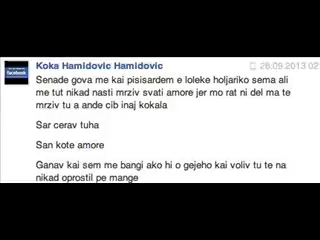 facebook
Koka Hamidovic Hamidovic
28.09.2013 02
Senade gova me kai pisisardem e loleke holjariko sema ali
me tut nikad nasti mrziv svati amore jer mo rat ni del ma te
mrziv tu a ande cib inaj kokala
Sar cerav tuha
San kote amore
Ganav kai sem me bangi ako hi o gejeho kai voliv tu te na
nikad oprostil pe mange